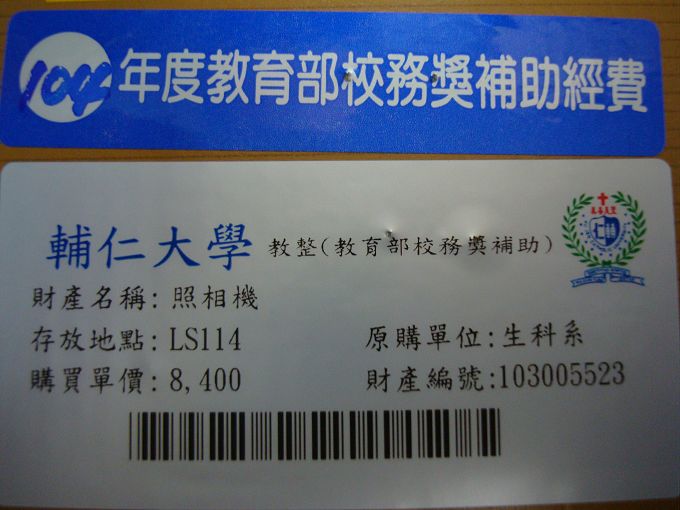 104年度教育部校務獎補助經費
輔仁大學 教整(教育部校務獎補助)
財產名稱: 照相機
存放地點: LS114
原購單位:生科系
購買單價: 8,400
財產編號:103005523